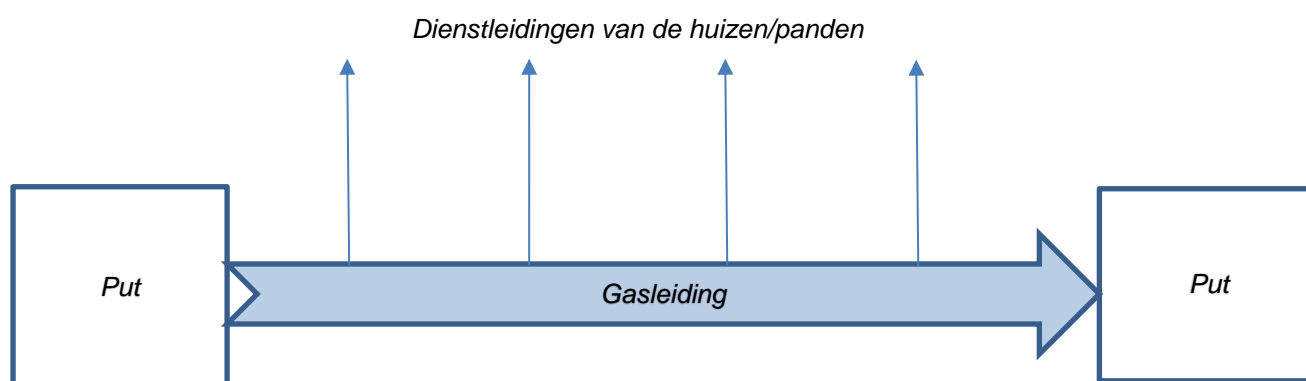 Dienstleidingen van de huizen/panden
Put
Gasleiding
Put